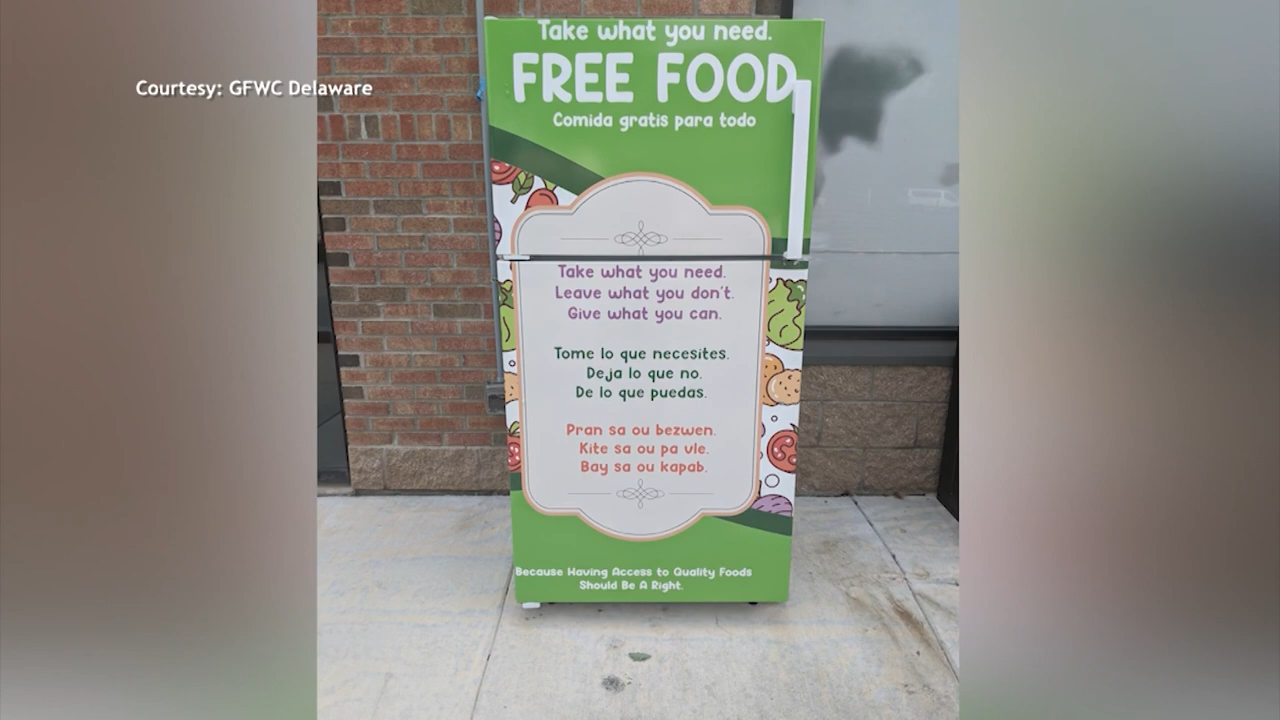 Courtesy: GFWC Delaware
Take what you need.
FREE FOOD
Comida gratis para todo
Take what you need.
Leave what you don't.
Give what you can.
Tome lo que necesites.
Deja lo que no.
De lo que puedas.
Pran sa ou bezwen.
Kite sa ou pa vle.
Bay sa ou kapab.
Because Having Access to Quality Foods
Should Be A Right.